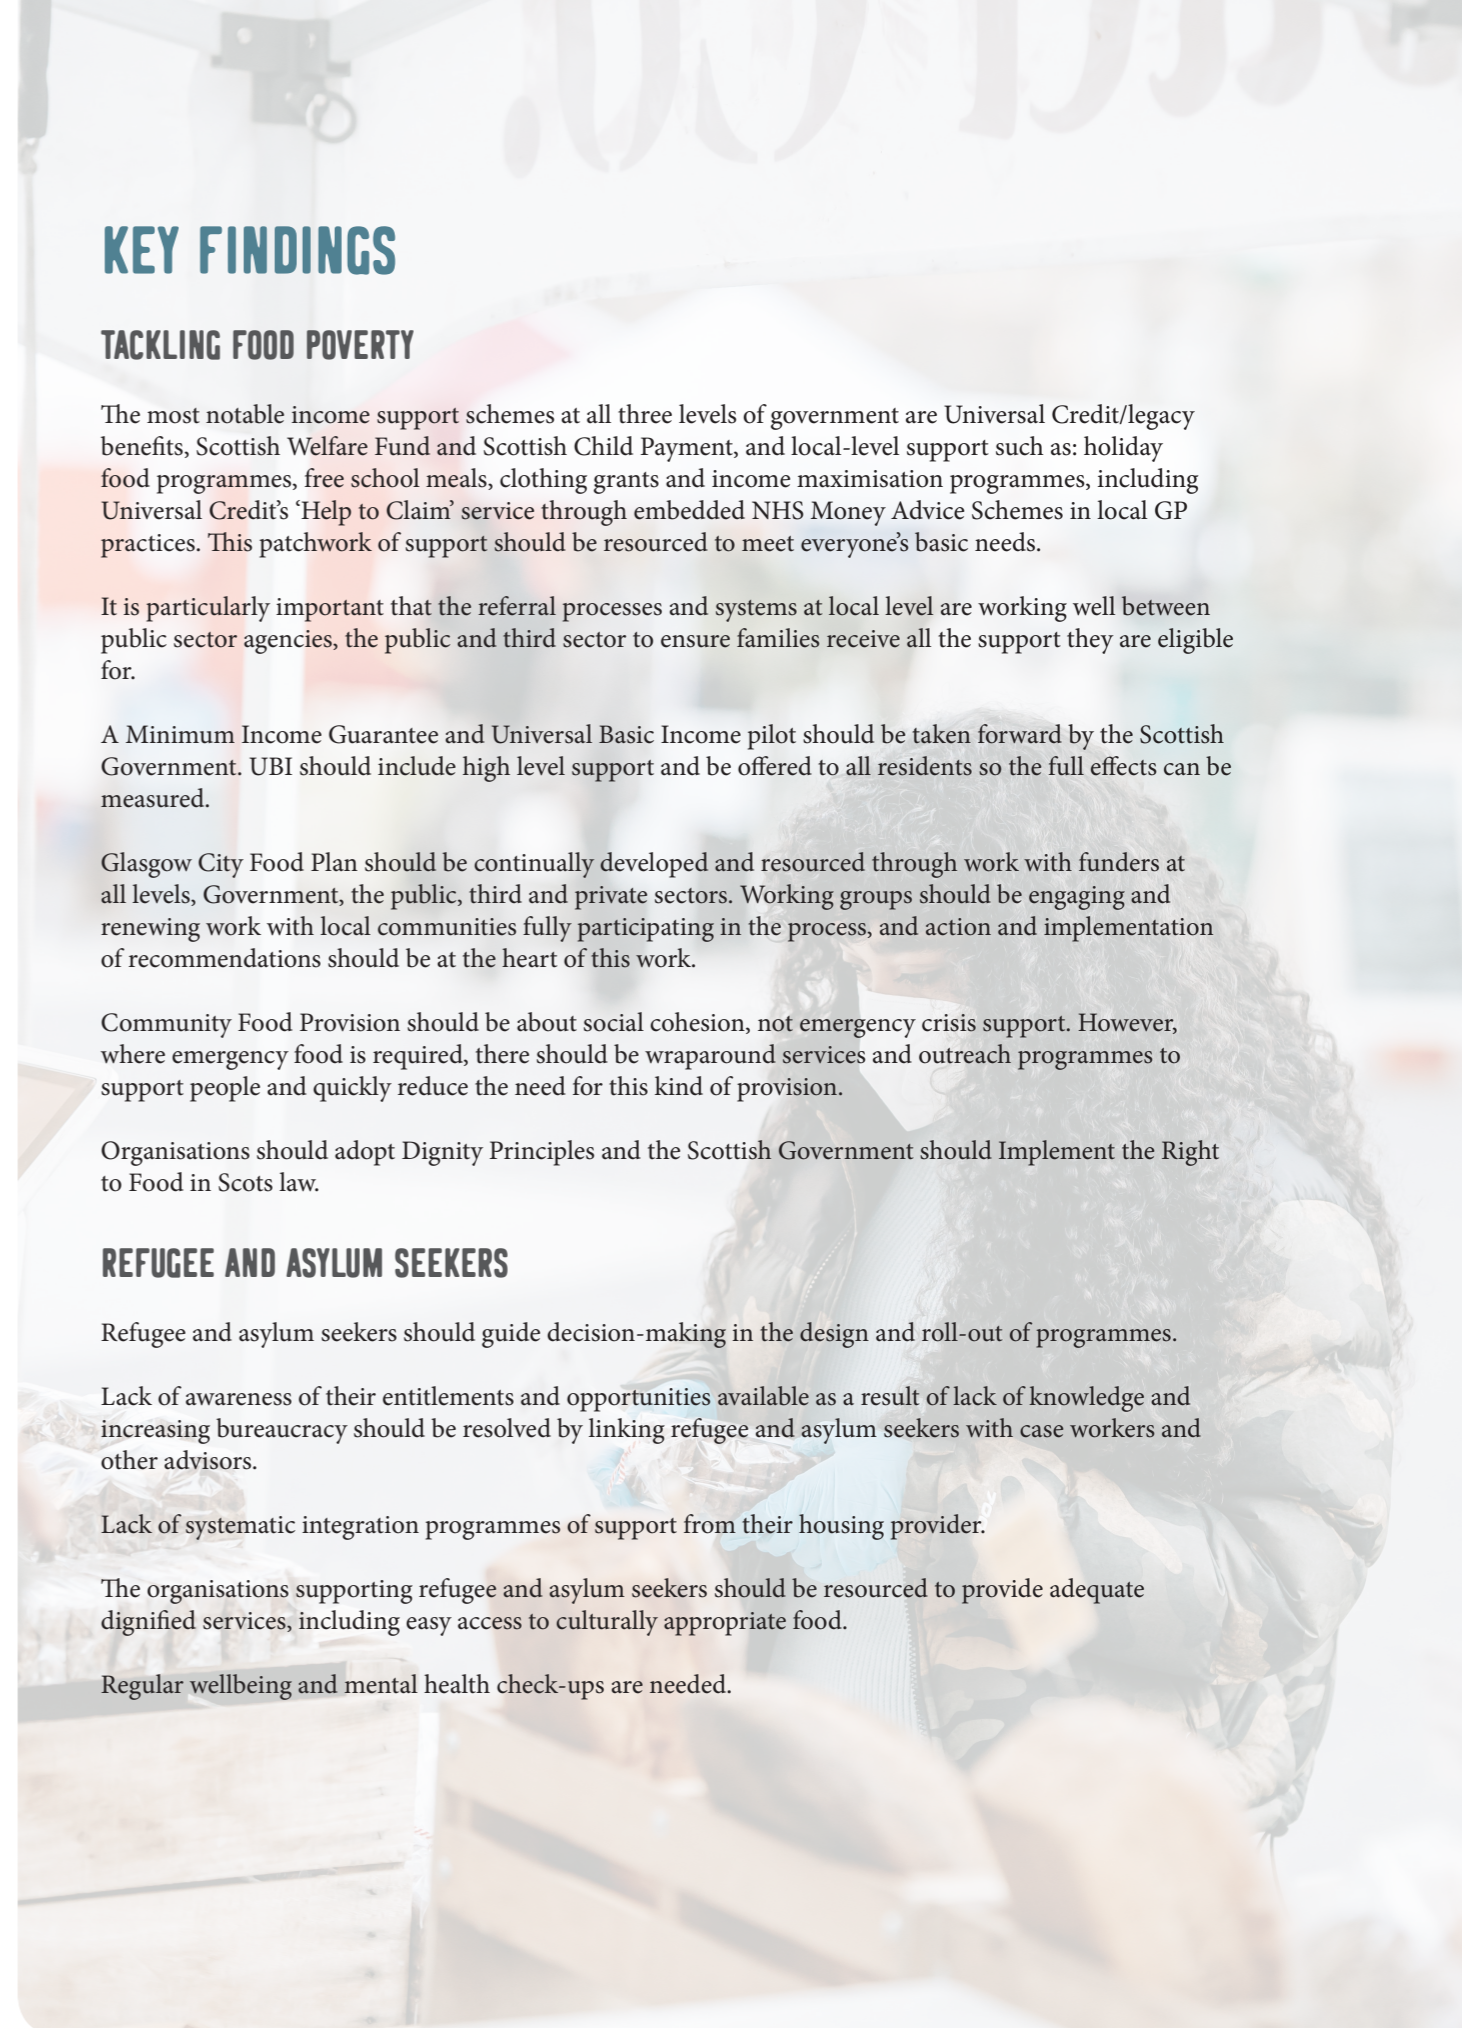 KEY FINDINGS
TACKLING FOOD POVERTY
The most notable income support schemes at all three levels of government are Universal Credit/legacy
benefits, Scottish Welfare Fund and Scottish Child Payment, and local-level support such as: holiday
food programmes, free school meals, clothing grants and income maximisation programmes, including
Universal Credit’s ‘Help to Claim’ service through embedded NHS Money Advice Schemes in local GP
practices. This patchwork of support should be resourced to meet everyone’s basic needs.
It is particularly important that the referral processes and systems at local level are working well between
public sector agencies, the public and third sector to ensure families receive all the support they are eligible
for.
A Minimum Income Guarantee and Universal Basic Income pilot should be taken forward by the Scottish
Government. UBI should include high level support and be offered to all residents so the full effects can be
measured.
Glasgow City Food Plan should be continually developed and resourced through work with funders at
all levels, Government, the public, third and private sectors. Working groups should be engaging and
renewing work with local communities fully participating in the process, and action and implementation
of recommendations should be at the heart of this work.
Community Food Provision should be about social cohesion, not emergency crisis support. However,
where emergency food is required, there should be wraparound services and outreach programmes to
support people and quickly reduce the need for this kind of provision.
Organisations should adopt Dignity Principles and the Scottish Government should Implement the Right
to Food in Scots law.
REFUGEE AND ASYLUM SEEKERS
Refugee and asylum seekers should guide decision-making in the design and roll-out of programmes.
Lack of awareness of their entitlements and opportunities available as a result of lack of knowledge and
increasing bureaucracy should be resolved by linking refugee and asylum seekers with case workers and
other advisors.
Lack of systematic integration programmes of support from their housing provider.
The organisations supporting refugee and asylum seekers should be resourced to provide adequate
dignified services, including easy access to culturally appropriate food.
Regular wellbeing and mental health check-ups are needed.